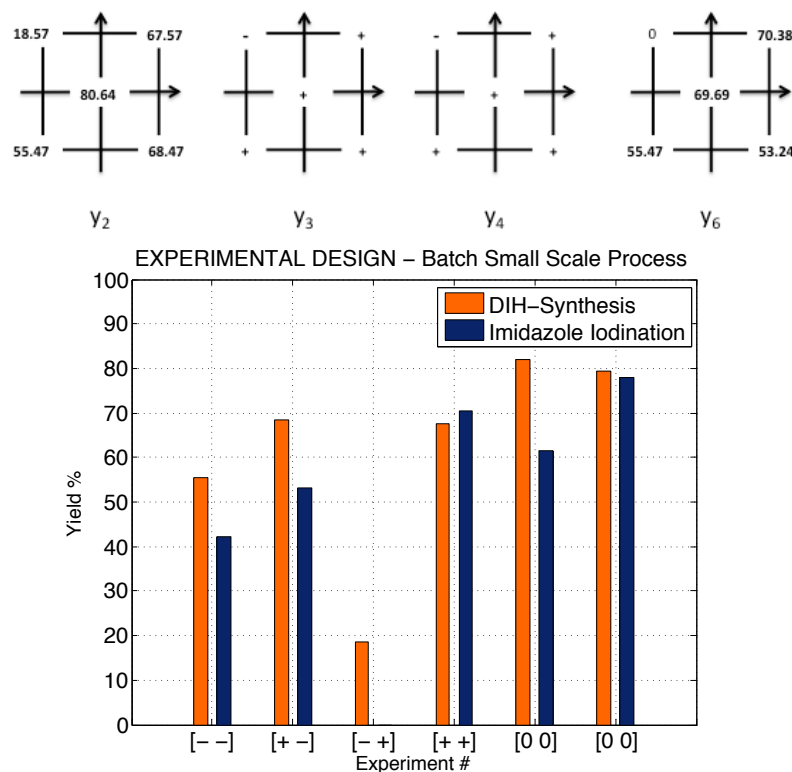 18.57 67.57 - + - + 0 70.38
80.64 + + 69.69
55.47 68.47 + + + + 55.47 53.24
y2 y3 y4 y6
EXPERIMENTAL DESIGN – Batch Small Scale Process
100
90
80
70
60
50
40
30
20
10
0
Yield %
DIH–Synthesis
Imidazole Iodination
[– –] [+ –] [– +] [+ +] [0 0] [0 0]
Experiment #